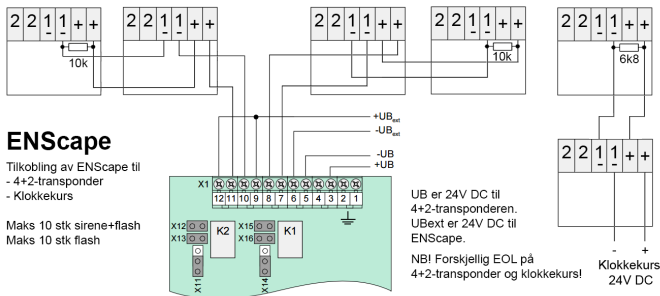 2 2 1 1 + +
- -
10k
2 2 1 1 + +
- -
2 2 1 1 + +
- -
2 2 1 1 + +
- -
10k
2 2 1 1 + +
- -
6k8
2 2 1 1 + +
- -
- +
Klokkekurs
24V DC
ENScape
Tilkobling av ENScape til
- 4+2-transponder
- Klokkekurs
Maks 10 stk sirene+flash
Maks 10 stk flash
+UBext
-UBext
-UB
+UB
X1
12 11 10 9 8 7 6 5 4 3 2 1
X12
X13
K2
X15
X16
K1
X11
X14
UB er 24V DC til
4+2-transponderen.
UBext er 24V DC til
ENScape.
NB! Forskjellig EOL på
4+2-transponder og klokkekurs!